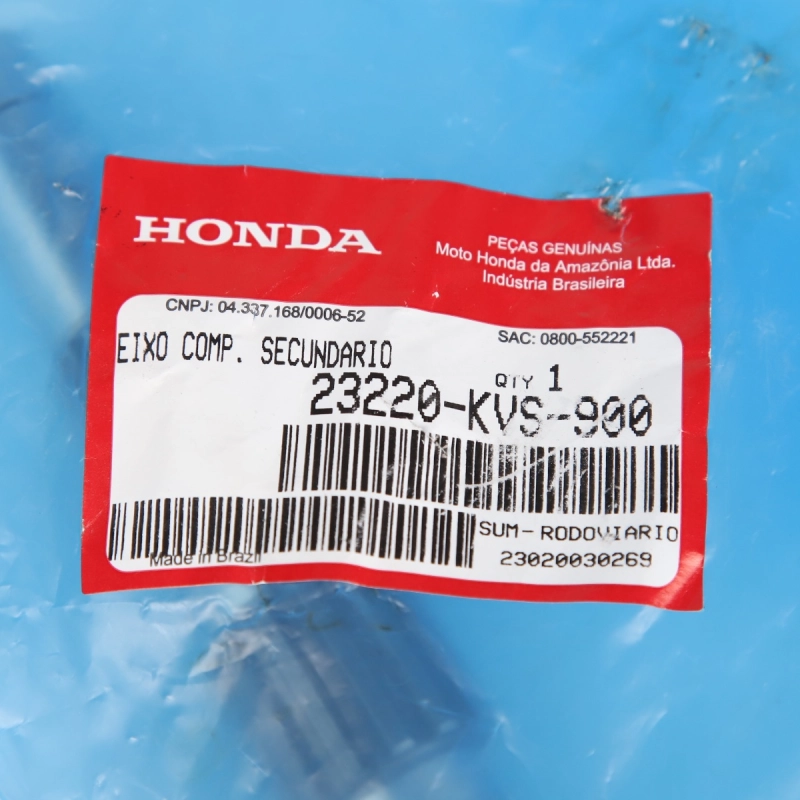 HONDA
PEÇAS GENUÍNAS
Moto Honda da Amazônia Ltda.
Indústria Brasileira
CNPJ: 04.337.168/0006-52
SAC: 0800-552221
EIXO COMP. SECUNDARIO
QTY 1
23220-KVS-900
SUM-RODOVIARIO
Made in Brazil
23020030269